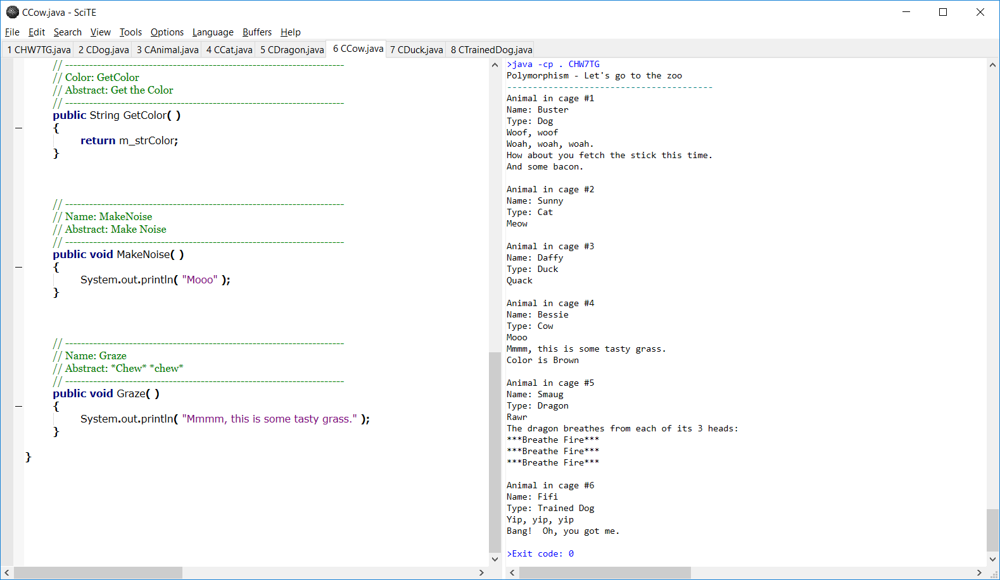 CCow.java - SciTE
File Edit Search View Tools Options Language Buffers Help
1 CHW7TG.java 2 CDog.java 3 CAnimal.java 4 CCat.java 5 CDragon.java 6 CCow.java 7 CDuck.java 8 CTrainedDog.java
// ----------------------------------------------------------------------
// Color: GetColor
// Abstract: Get the Color
// ----------------------------------------------------------------------
public String GetColor( )
{
return m_strColor;
}
// ----------------------------------------------------------------------
// Name: MakeNoise
// Abstract: Make Noise
// ----------------------------------------------------------------------
public void MakeNoise( )
{
System.out.println( "Mooo" );
}
// ----------------------------------------------------------------------
// Name: Graze
// Abstract: *Chew* *chew*
// ----------------------------------------------------------------------
public void Graze( )
{
System.out.println( "Mmmm, this is some tasty grass." );
}
}
>java -cp . CHW7TG
Polymorphism - Let's go to the zoo
----------------------------------------
Animal in cage #1
Name: Buster
Type: Dog
Woof, woof
Woah, woah, woah.
How about you fetch the stick this time.
And some bacon.
Animal in cage #2
Name: Sunny
Type: Cat
Meow
Animal in cage #3
Name: Daffy
Type: Duck
Quack
Animal in cage #4
Name: Bessie
Type: Cow
Mooo
Mmmm, this is some tasty grass.
Color is Brown
Animal in cage #5
Name: Smaug
Type: Dragon
Rawr
The dragon breathes from each of its 3 heads:
***Breathe Fire***
***Breathe Fire***
***Breathe Fire***
Animal in cage #6
Name: Fifi
Type: Trained Dog
Yip, yip, yip
Bang!  Oh, you got me.
>Exit code: 0